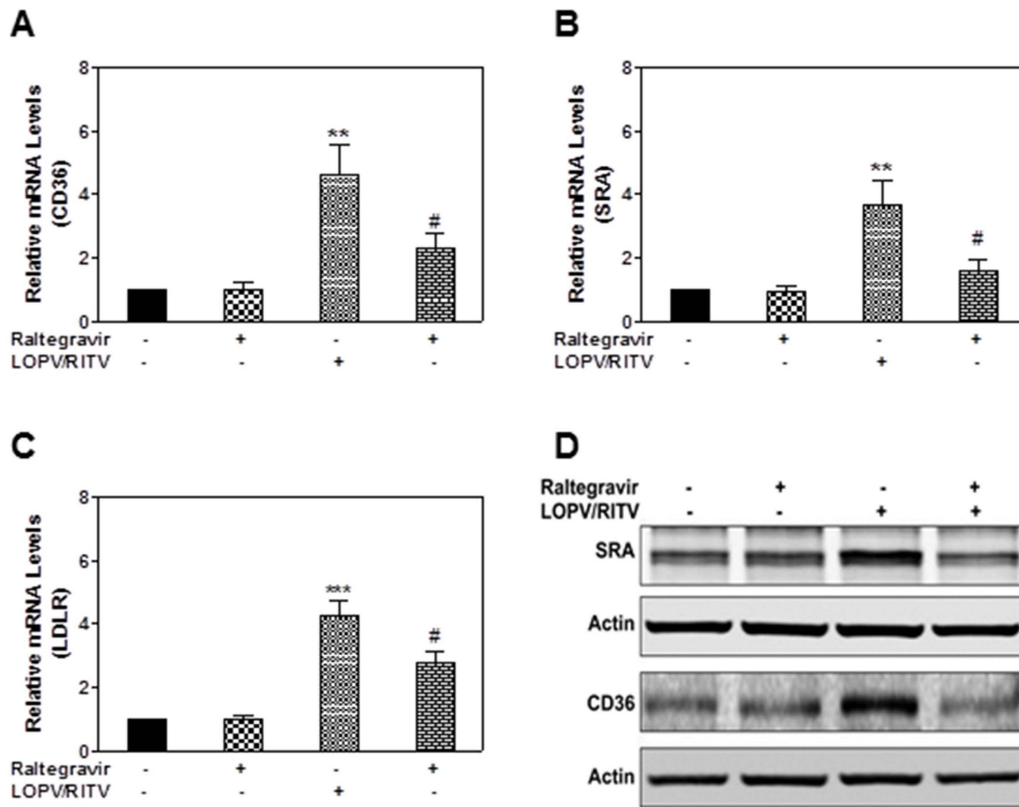 A
Relative mRNA Levels
(CD36)
8
6
4
2
0
**
#
Raltegravir - + - +
LOPV/RITV - - + -
B
Relative mRNA Levels
(SRA)
8
6
4
2
0
**
#
Raltegravir - + - +
LOPV/RITV - - + -
C
Relative mRNA Levels
(LDLR)
8
6
4
2
0
***
#
Raltegravir - + - +
LOPV/RITV - - + -
D
Raltegravir - + - +
LOPV/RITV - - + +
SRA
Actin
CD36
Actin